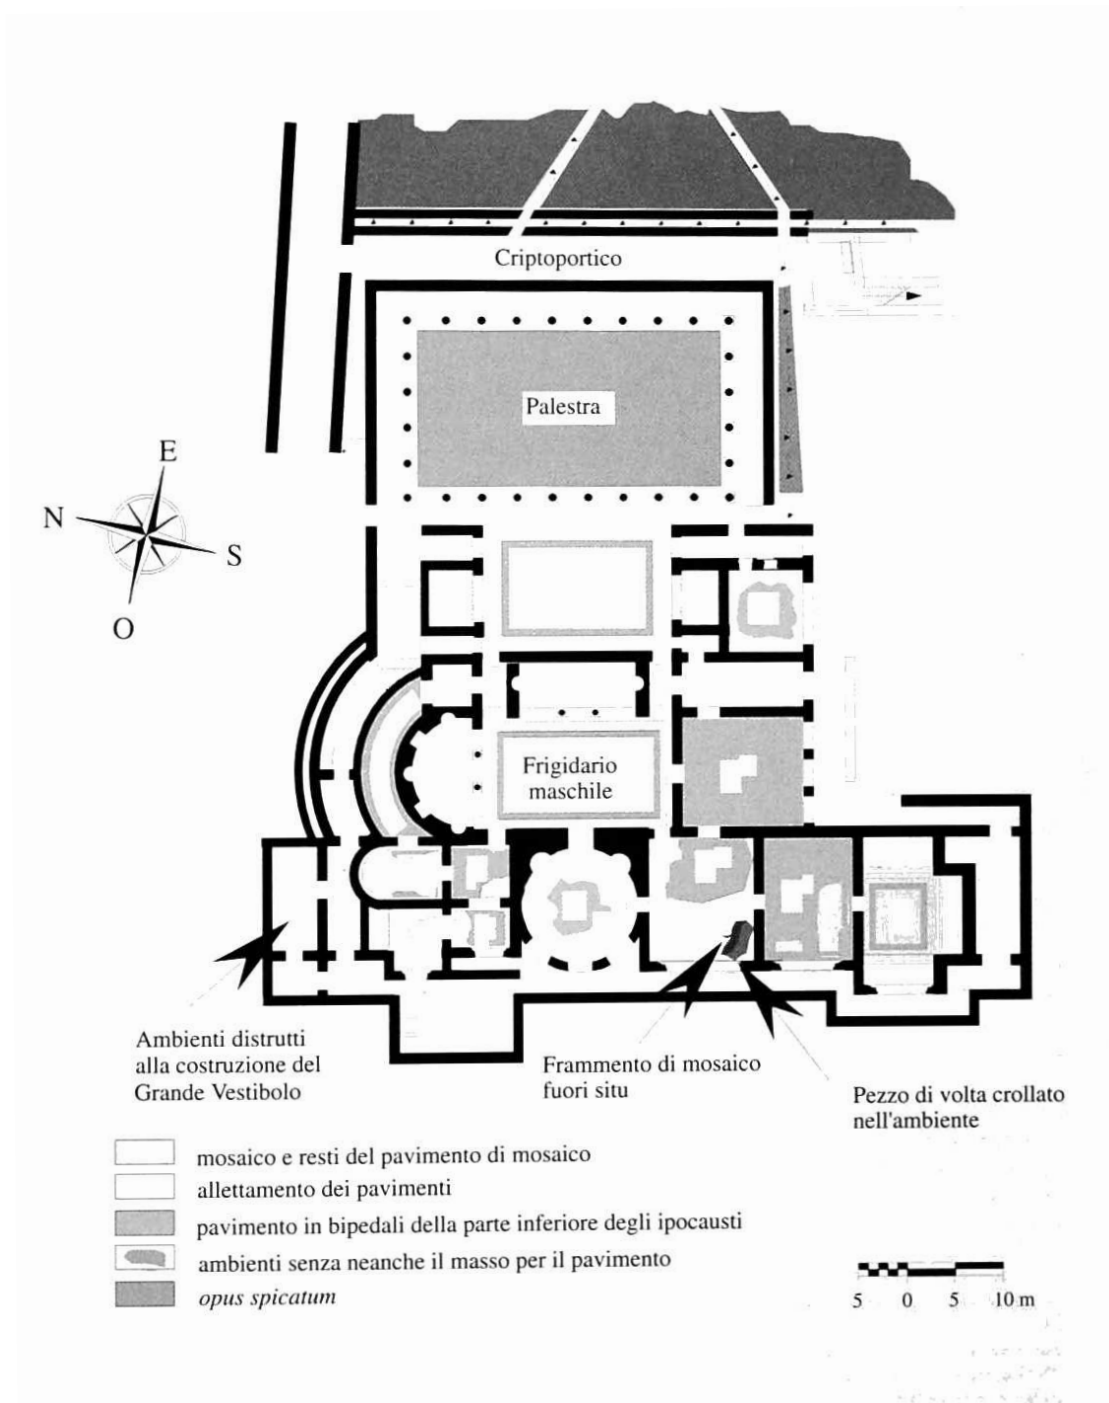 Criptoportico
Palestra
E
N
S
O
Frigidario
maschile
Ambienti distrutti
alla costruzione del
Grande Vestibolo
Frammento di mosaico
fuori situ
Pezzo di volta crollato
nell'ambiente
mosaico e resti del pavimento di mosaico
allettamento dei pavimenti
pavimento in bipedali della parte inferiore degli ipocausti
ambienti senza neanche il masso per il pavimento
opus spicatum
5 0 5 10 m